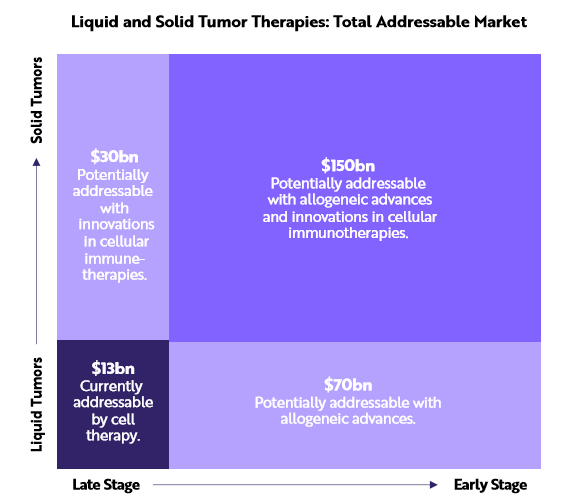 Liquid and Solid Tumor Therapies: Total Addressable Market
Solid Tumors
$30bn
Potentially
addressable
with
innovations
in cellular
immune-
therapies.
$150bn
Potentially addressable
with allogeneic advances
and innovations in cellular
immunotherapies.
Liquid Tumors
$13bn
Currently
addressable
by cell
therapy.
$70bn
Potentially addressable with
allogeneic advances.
Late Stage
Early Stage